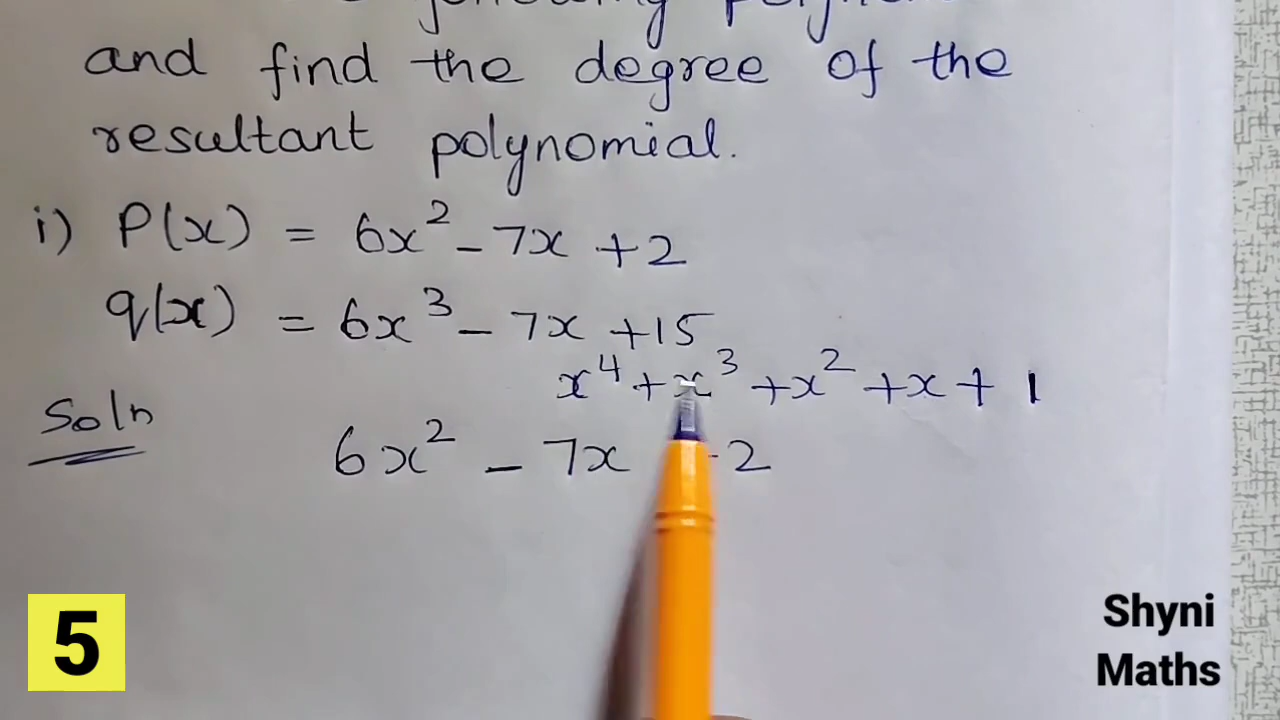 following
and find the degree of the
resultant polynomial.
i) P(x) = 6x² - 7x + 2
q(x) = 6x³ - 7x + 15
x⁴ + x³ + x² + x + 1
Soln
6x² - 7x - 2
5
Shyni
Maths